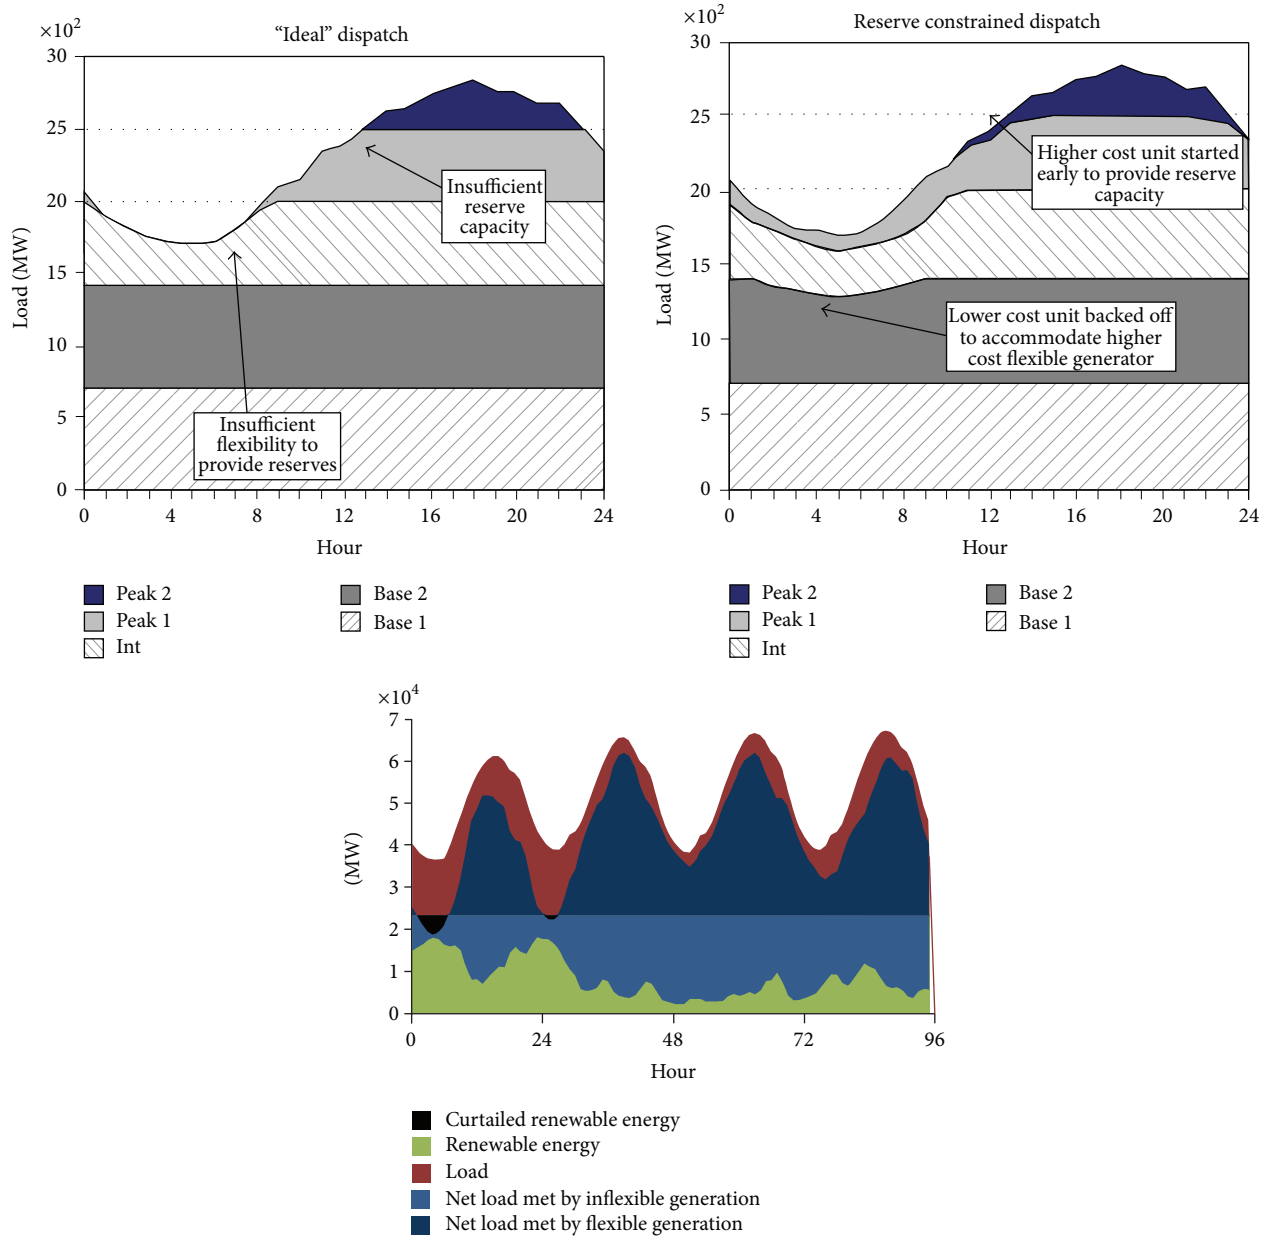 “Ideal” dispatch
×10²
30
25
20
15
10
5
0
Load (MW)
Insufficient
reserve
capacity
Insufficient
flexibility to
provide reserves
0 4 8 12 16 20 24
Hour
Peak 2
Peak 1
Int
Base 2
Base 1
Reserve constrained dispatch
×10²
30
25
20
15
10
5
0
Load (MW)
Higher cost unit started
early to provide reserve
capacity
Lower cost unit backed off
to accommodate higher
cost flexible generator
0 4 8 12 16 20 24
Hour
Peak 2
Peak 1
Int
Base 2
Base 1
×10⁴
7
6
5
4
3
2
1
0
(MW)
0 24 48 72 96
Hour
Curtailed renewable energy
Renewable energy
Load
Net load met by inflexible generation
Net load met by flexible generation